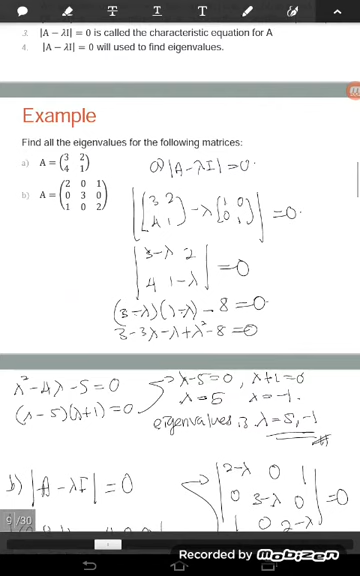 3. |A − λI| = 0 is called the characteristic equation for A
4. |A − λI| = 0 will used to find eigenvalues.
Example
Find all the eigenvalues for the following matrices:
a) A = (3 2
4 1)
b) A = (2 0 1
0 3 0
1 0 2)
a) |A − λI| = 0.
|[3 2
4 1] − λ[1 0
0 1]| = 0.
|3−λ 2
4 1−λ| = 0
(3−λ)(1−λ) − 8 = 0
3 − 3λ − λ + λ² − 8 = 0
λ² − 4λ − 5 = 0
(λ − 5)(λ + 1) = 0
λ − 5 = 0, λ + 1 = 0
λ = 5 λ = −1.
eigenvalues is λ = 5, −1
b) |A − λI| = 0
|2−λ 0 1
0 3−λ 0
1 0 2−λ| = 0
9 /30
Recorded by Mobizen